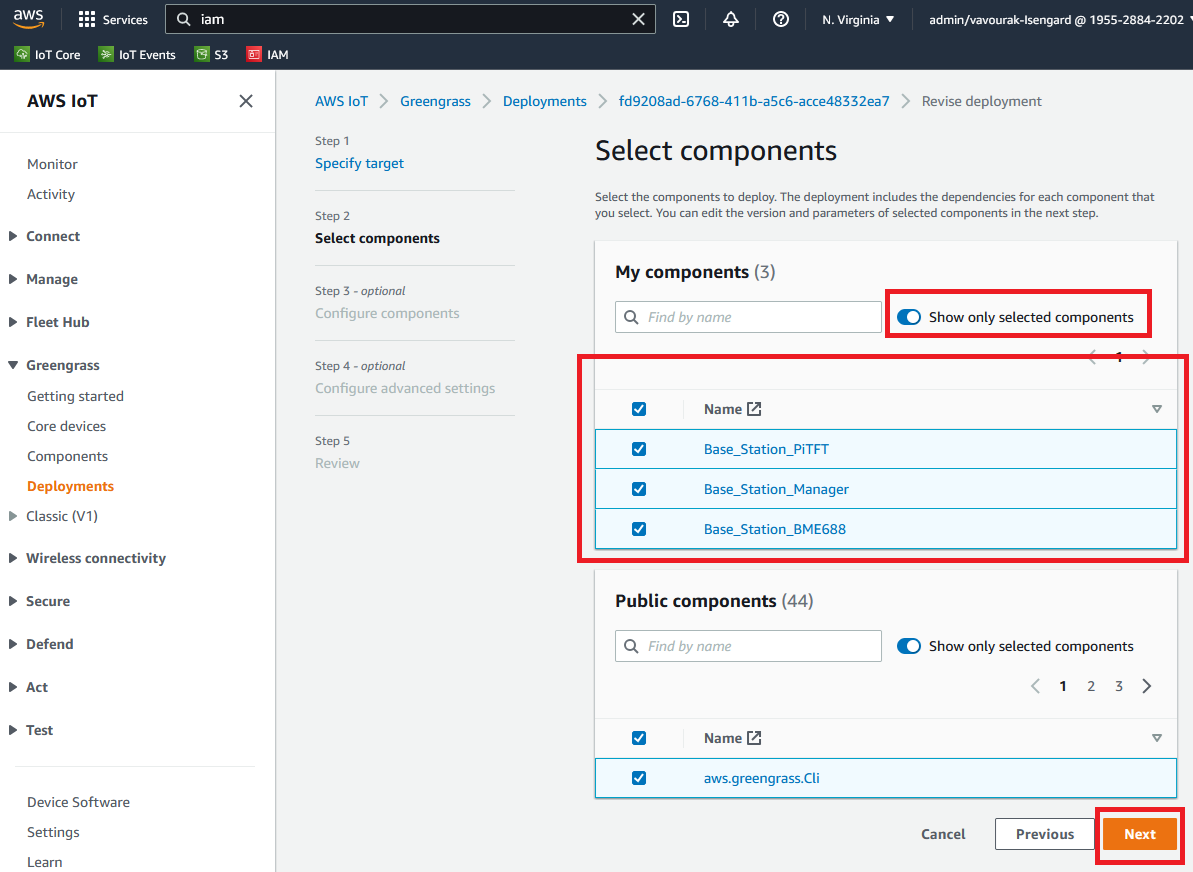 aws
Services
iam
N. Virginia
admin/vavourak-Isengard @ 1955-2884-2202
IoT Core
IoT Events
S3
IAM
AWS IoT
Monitor
Activity
Connect
Manage
Fleet Hub
Greengrass
Getting started
Core devices
Components
Deployments
Classic (V1)
Wireless connectivity
Secure
Defend
Act
Test
Device Software
Settings
Learn
AWS IoT
Greengrass
Deployments
fd9208ad-6768-411b-a5c6-acce48332ea7
Revise deployment
Step 1
Specify target
Step 2
Select components
Step 3 - optional
Configure components
Step 4 - optional
Configure advanced settings
Step 5
Review
Select components
Select the components to deploy. The deployment includes the dependencies for each component that
you select. You can edit the version and parameters of selected components in the next step.
My components (3)
Find by name
Show only selected components
1
Name
Base_Station_PiTFT
Base_Station_Manager
Base_Station_BME688
Public components (44)
Find by name
Show only selected components
1 2 3
Name
aws.greengrass.Cli
Cancel
Previous
Next